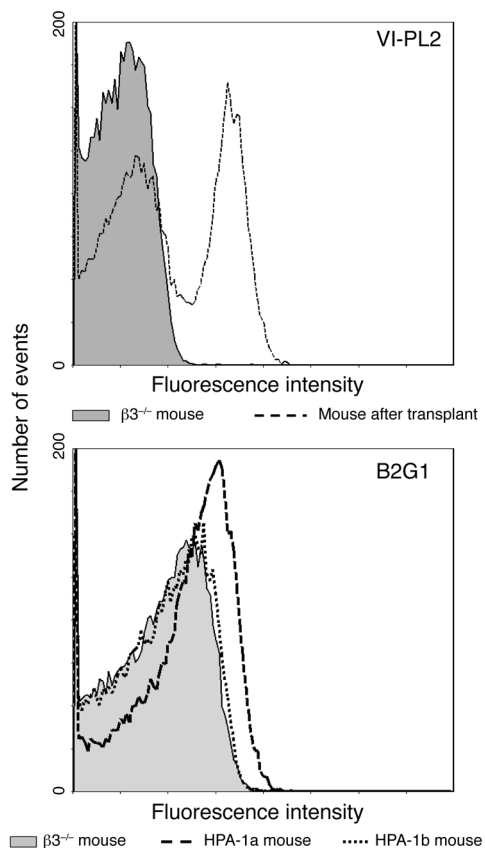 200
VI-PL2
0
Fluorescence intensity
β3–/– mouse Mouse after transplant
Number of events
200
B2G1
0
Fluorescence intensity
β3–/– mouse HPA-1a mouse HPA-1b mouse